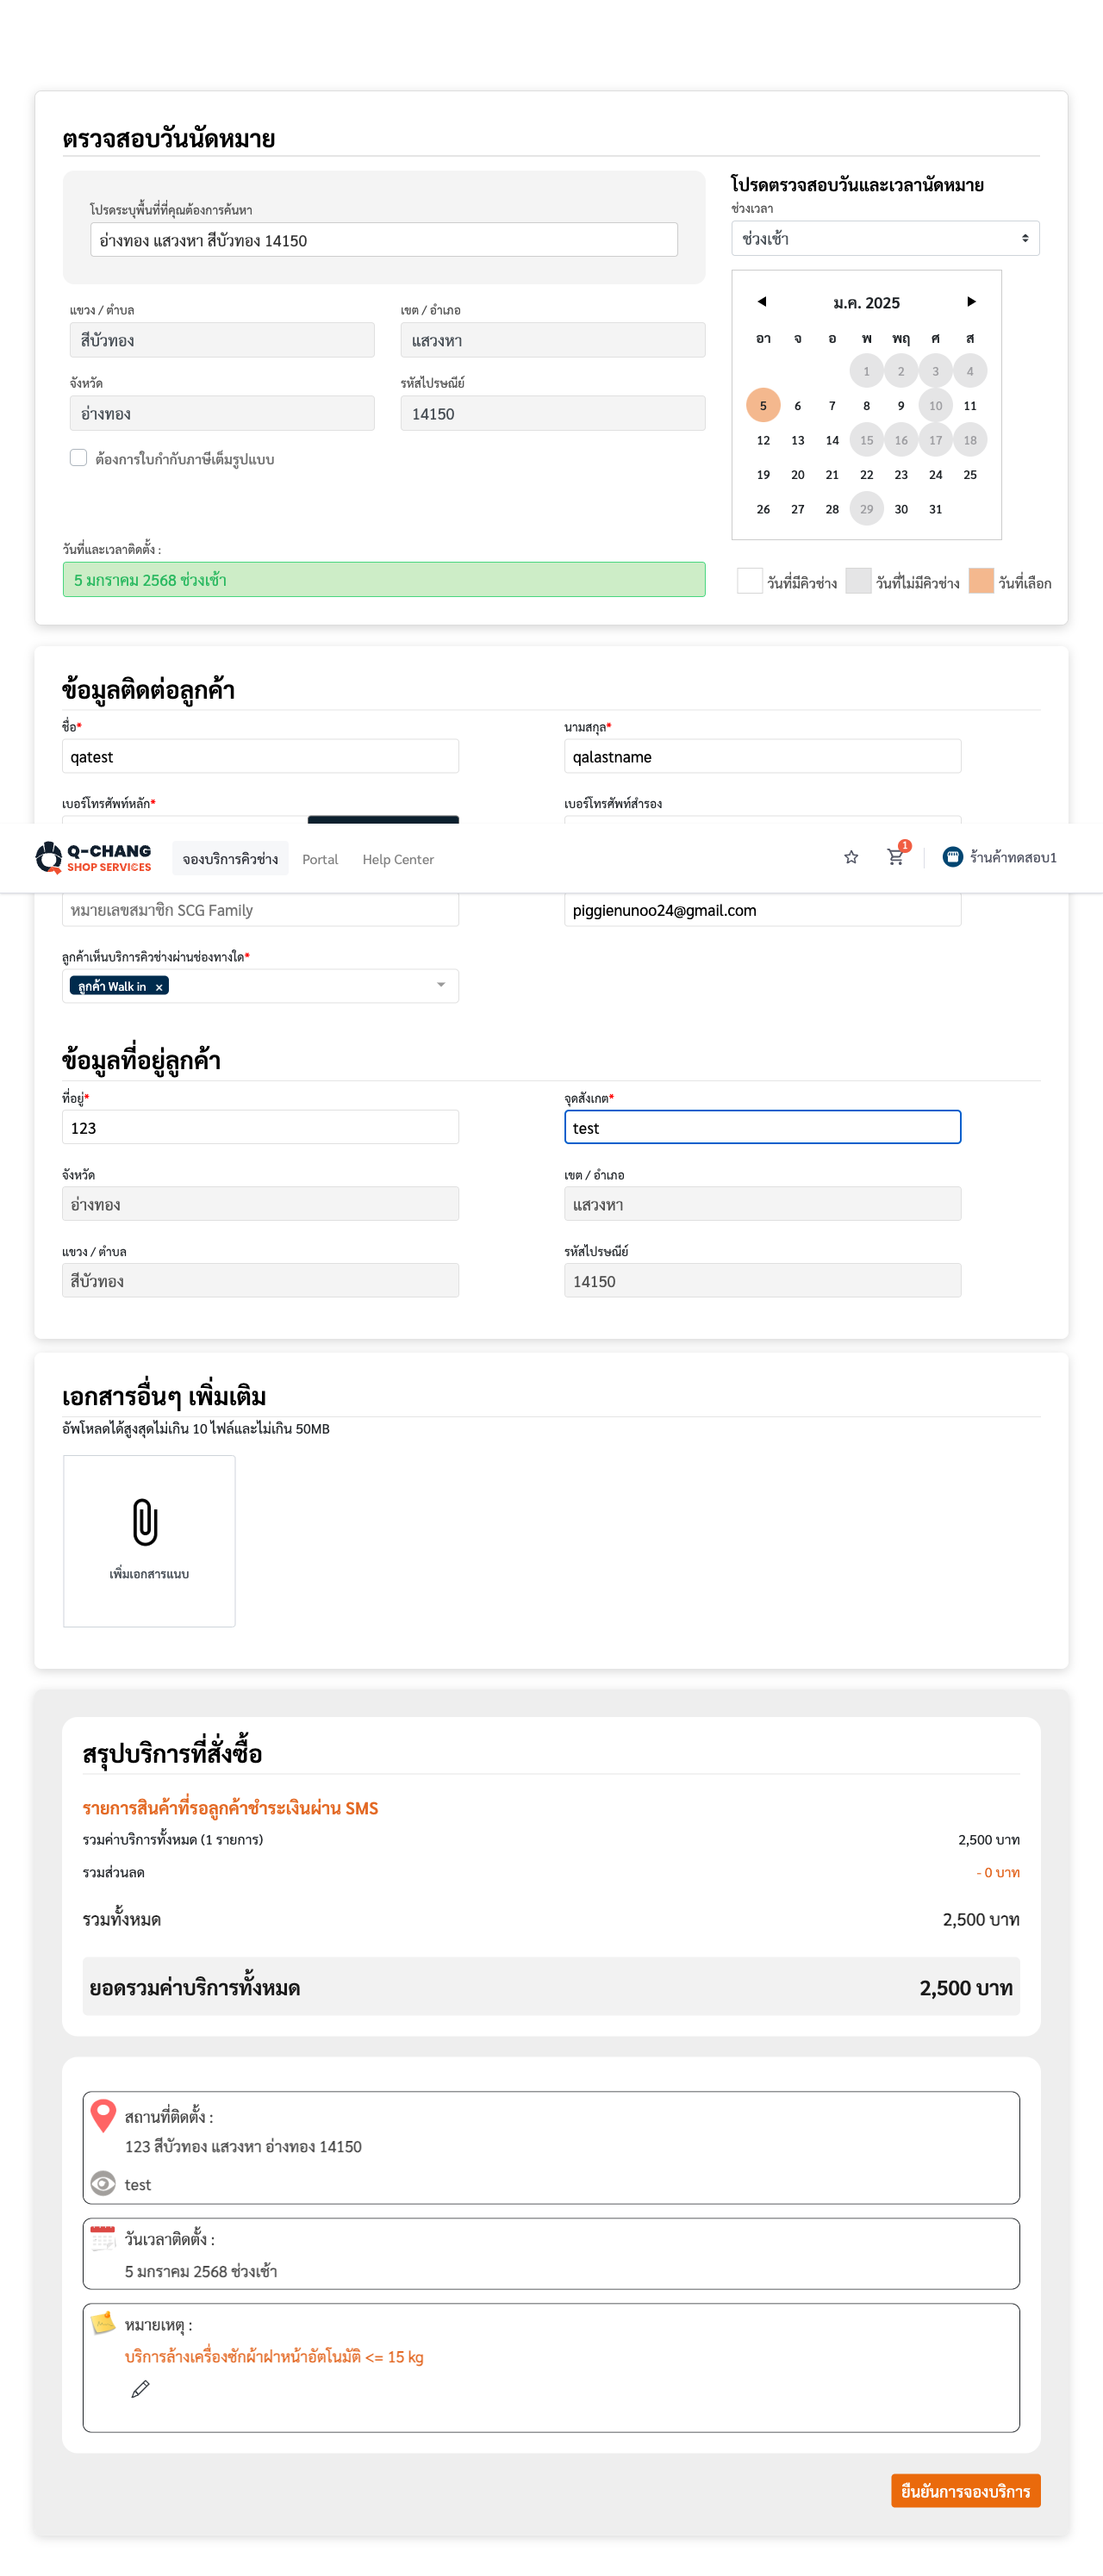 ตรวจสอบวันนัดหมาย
โปรดระบุพื้นที่ที่คุณต้องการค้นหา
อ่างทอง แสวงหา สีบัวทอง 14150
แขวง / ตำบล
เขต / อำเภอ
สีบัวทอง
แสวงหา
จังหวัด
รหัสไปรษณีย์
อ่างทอง
14150
ต้องการใบกำกับภาษีเต็มรูปแบบ
วันที่และเวลาติดตั้ง :
5 มกราคม 2568 ช่วงเช้า
โปรดตรวจสอบวันและเวลานัดหมาย
ช่วงเวลา
ช่วงเช้า
ม.ค. 2025
อา จ อ พ พฤ ศ ส
1 2 3 4
5 6 7 8 9 10 11
12 13 14 15 16 17 18
19 20 21 22 23 24 25
26 27 28 29 30 31
วันที่มีคิวช่าง วันที่ไม่มีคิวช่าง วันที่เลือก
ข้อมูลติดต่อลูกค้า
ชื่อ*
นามสกุล*
qatest
qalastname
เบอร์โทรศัพท์หลัก*
เบอร์โทรศัพท์สำรอง
Q-CHANG
SHOP SERVICES
จองบริการคิวช่าง Portal Help Center
1
ร้านค้าทดสอบ1
หมายเลขสมาชิก SCG Family
piggienunoo24@gmail.com
ลูกค้าเห็นบริการคิวช่างผ่านช่องทางใด*
ลูกค้า Walk in ×
ข้อมูลที่อยู่ลูกค้า
ที่อยู่*
จุดสังเกต*
123
test
จังหวัด
เขต / อำเภอ
อ่างทอง
แสวงหา
แขวง / ตำบล
รหัสไปรษณีย์
สีบัวทอง
14150
เอกสารอื่นๆ เพิ่มเติม
อัพโหลดได้สูงสุดไม่เกิน 10 ไฟล์และไม่เกิน 50MB
เพิ่มเอกสารแนบ
สรุปบริการที่สั่งซื้อ
รายการสินค้าที่รอลูกค้าชำระเงินผ่าน SMS
รวมค่าบริการทั้งหมด (1 รายการ) 2,500 บาท
รวมส่วนลด - 0 บาท
รวมทั้งหมด 2,500 บาท
ยอดรวมค่าบริการทั้งหมด 2,500 บาท
สถานที่ติดตั้ง :
123 สีบัวทอง แสวงหา อ่างทอง 14150
test
วันเวลาติดตั้ง :
5 มกราคม 2568 ช่วงเช้า
หมายเหตุ :
บริการล้างเครื่องซักผ้าฝาหน้าอัตโนมัติ <= 15 kg
ยืนยันการจองบริการ